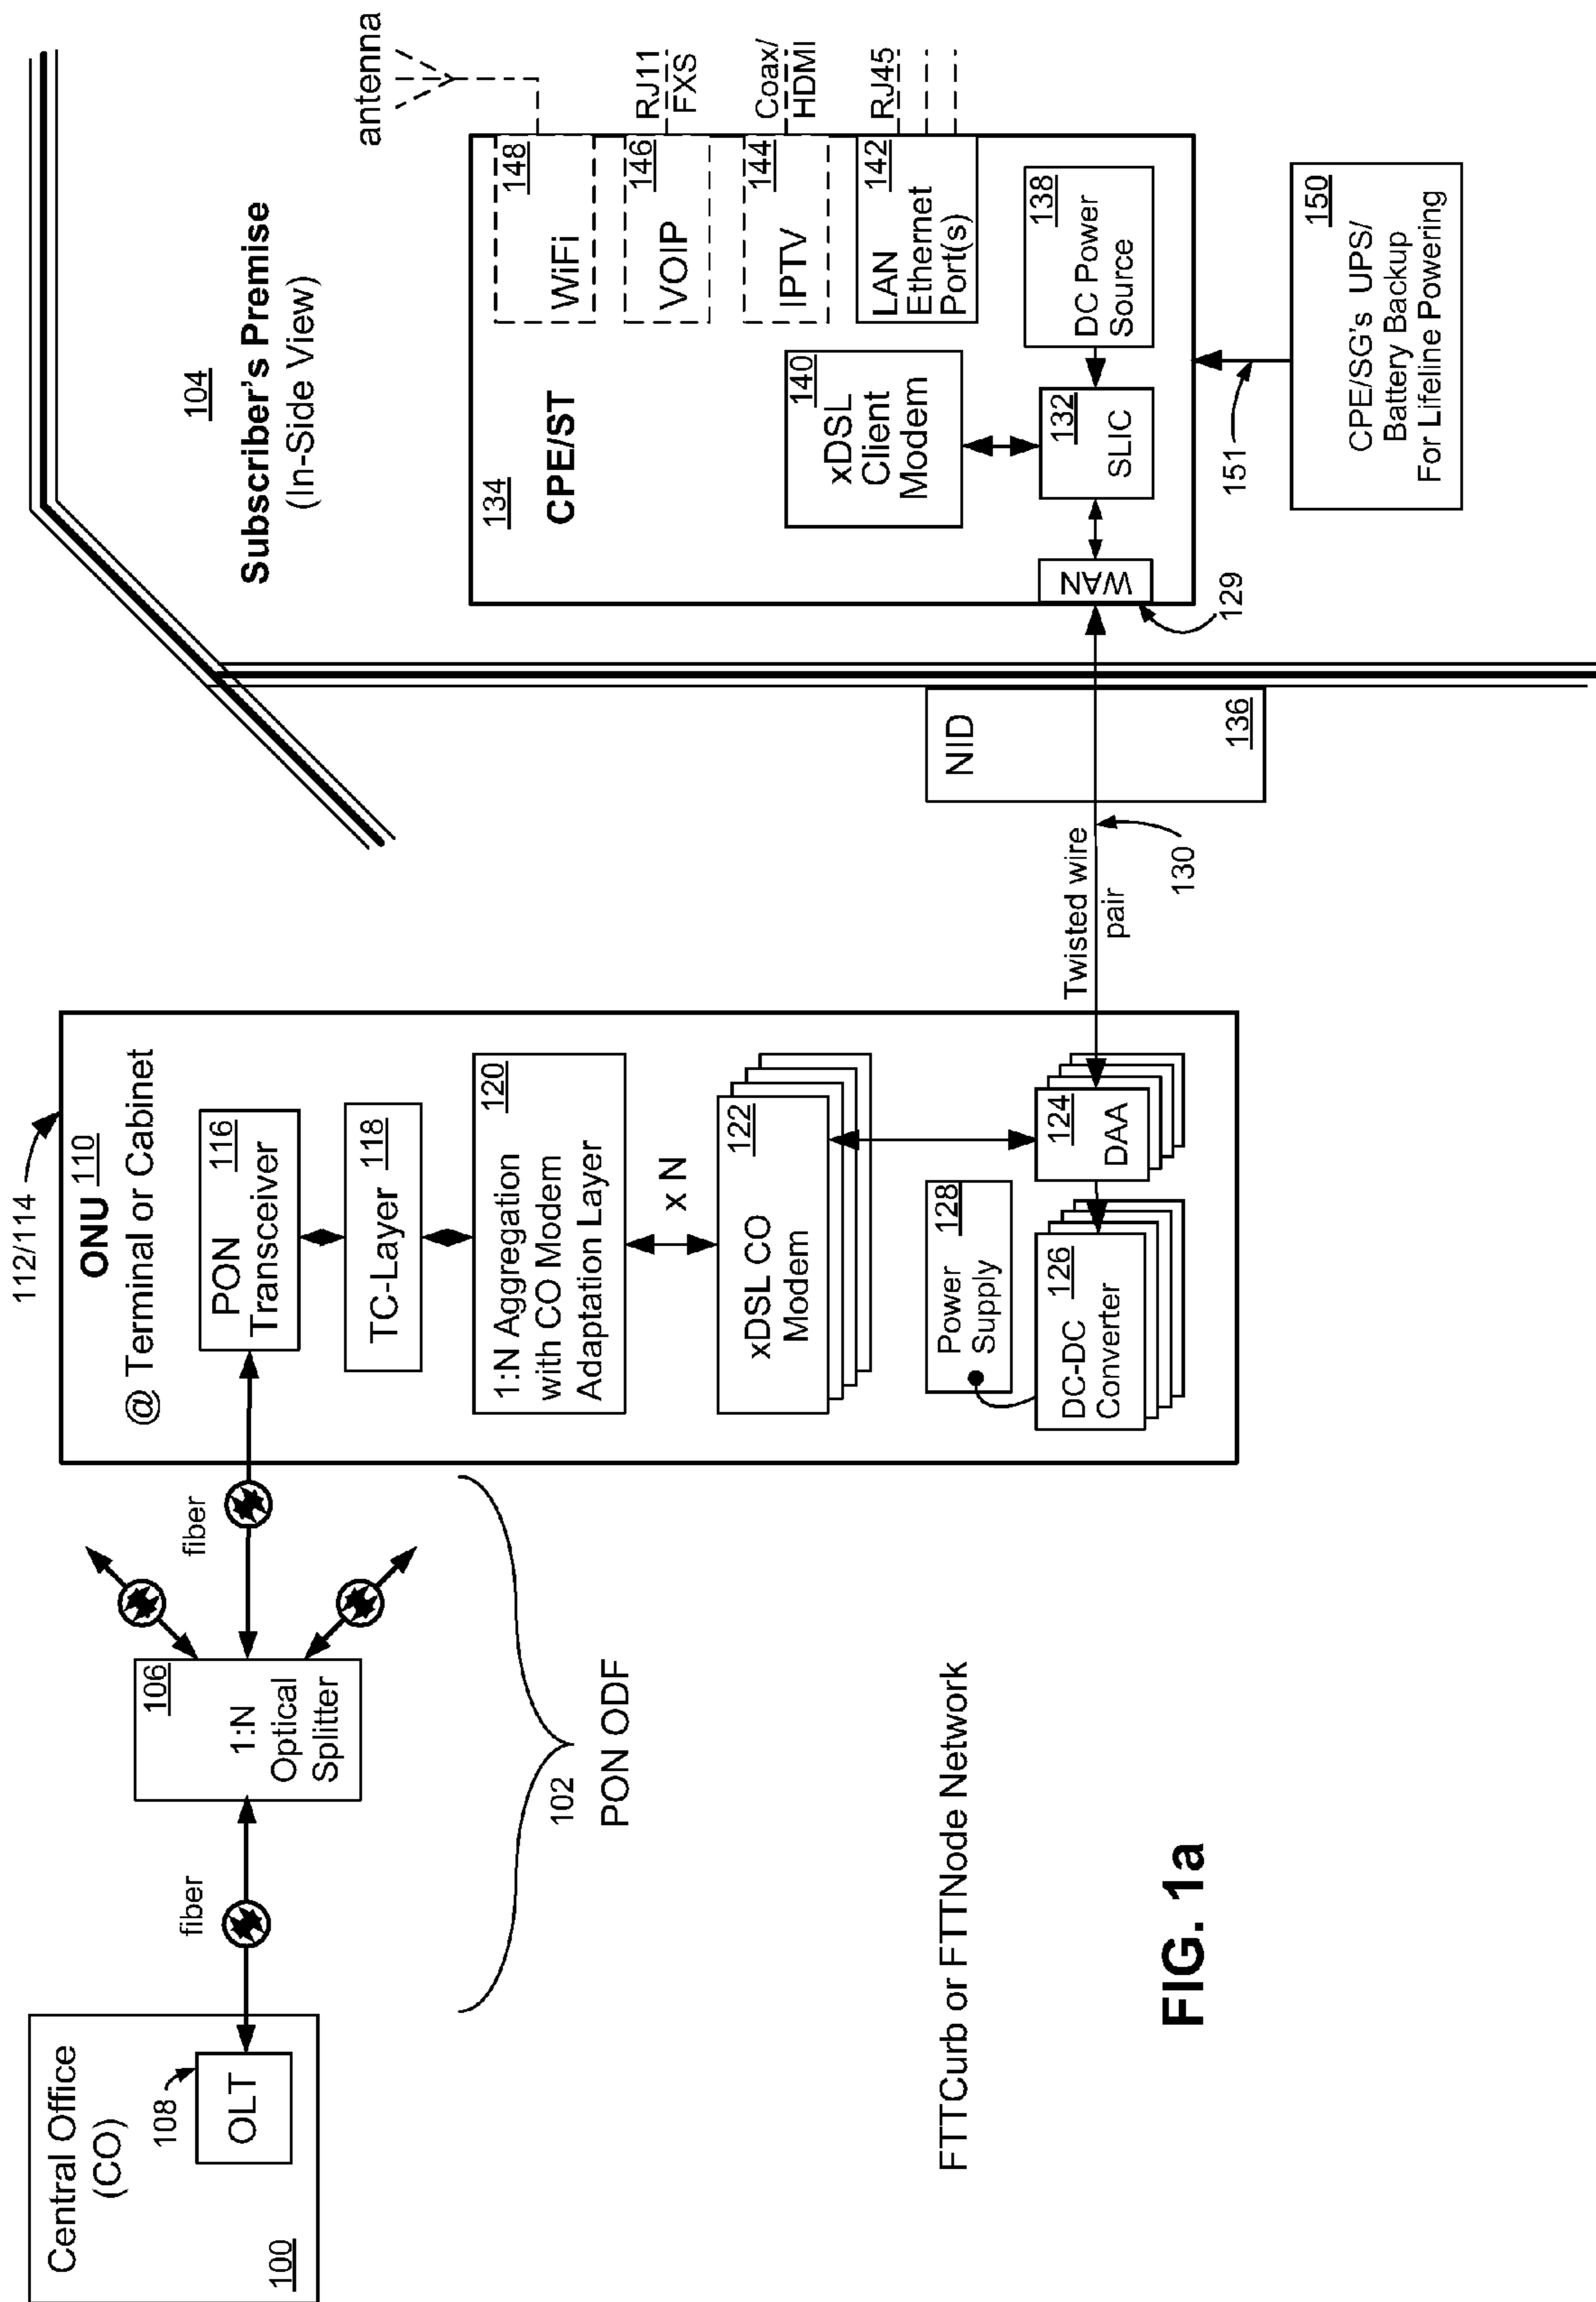 Central Office
(CO)
108
OLT
100
fiber
106
1:N
Optical
Splitter
fiber
102
PON ODF
112/114
ONU 110
@ Terminal or Cabinet
PON 116
Transceiver
TC-Layer 118
120
1:N Aggregation
with CO Modem
Adaptation Layer
x N
122
xDSL CO
Modem
Power 128
Supply
124
DAA
126
DC-DC
Converter
Twisted wire
pair
130
NID
136
104
Subscriber's Premise
(In-Side View)
134
CPE/ST
140
xDSL
Client
Modem
WAN
129
132
SLIC
138
DC Power
Source
148
WiFi
146
VOIP
144
IPTV
142
LAN
Ethernet
Port(s)
antenna
RJ11
FXS
Coax/
HDMI
RJ45
151
150
CPE/SG's UPS/
Battery Backup
For Lifeline Powering
FTTCurb or FTTNode Network
FIG. 1a